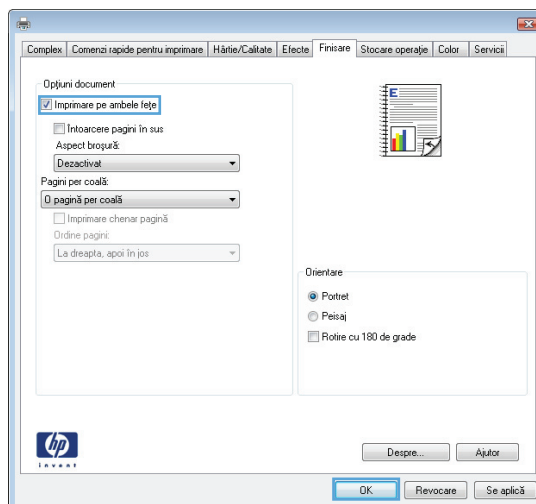 Complex Comenzi rapide pentru imprimare Hârtie/Calitate Efecte Finisare Stocare operaţie Color Servicii
Opţiuni document
Imprimare pe ambele feţe
Întoarcere pagini în sus
Aspect broşură:
Dezactivat
Pagini per coală:
O pagină per coală
Imprimare chenar pagină
Ordine pagini:
La dreapta, apoi în jos
E
Orientare
Portret
Peisaj
Rotire cu 180 de grade
hp
invent
Despre... Ajutor
OK Revocare Se aplică